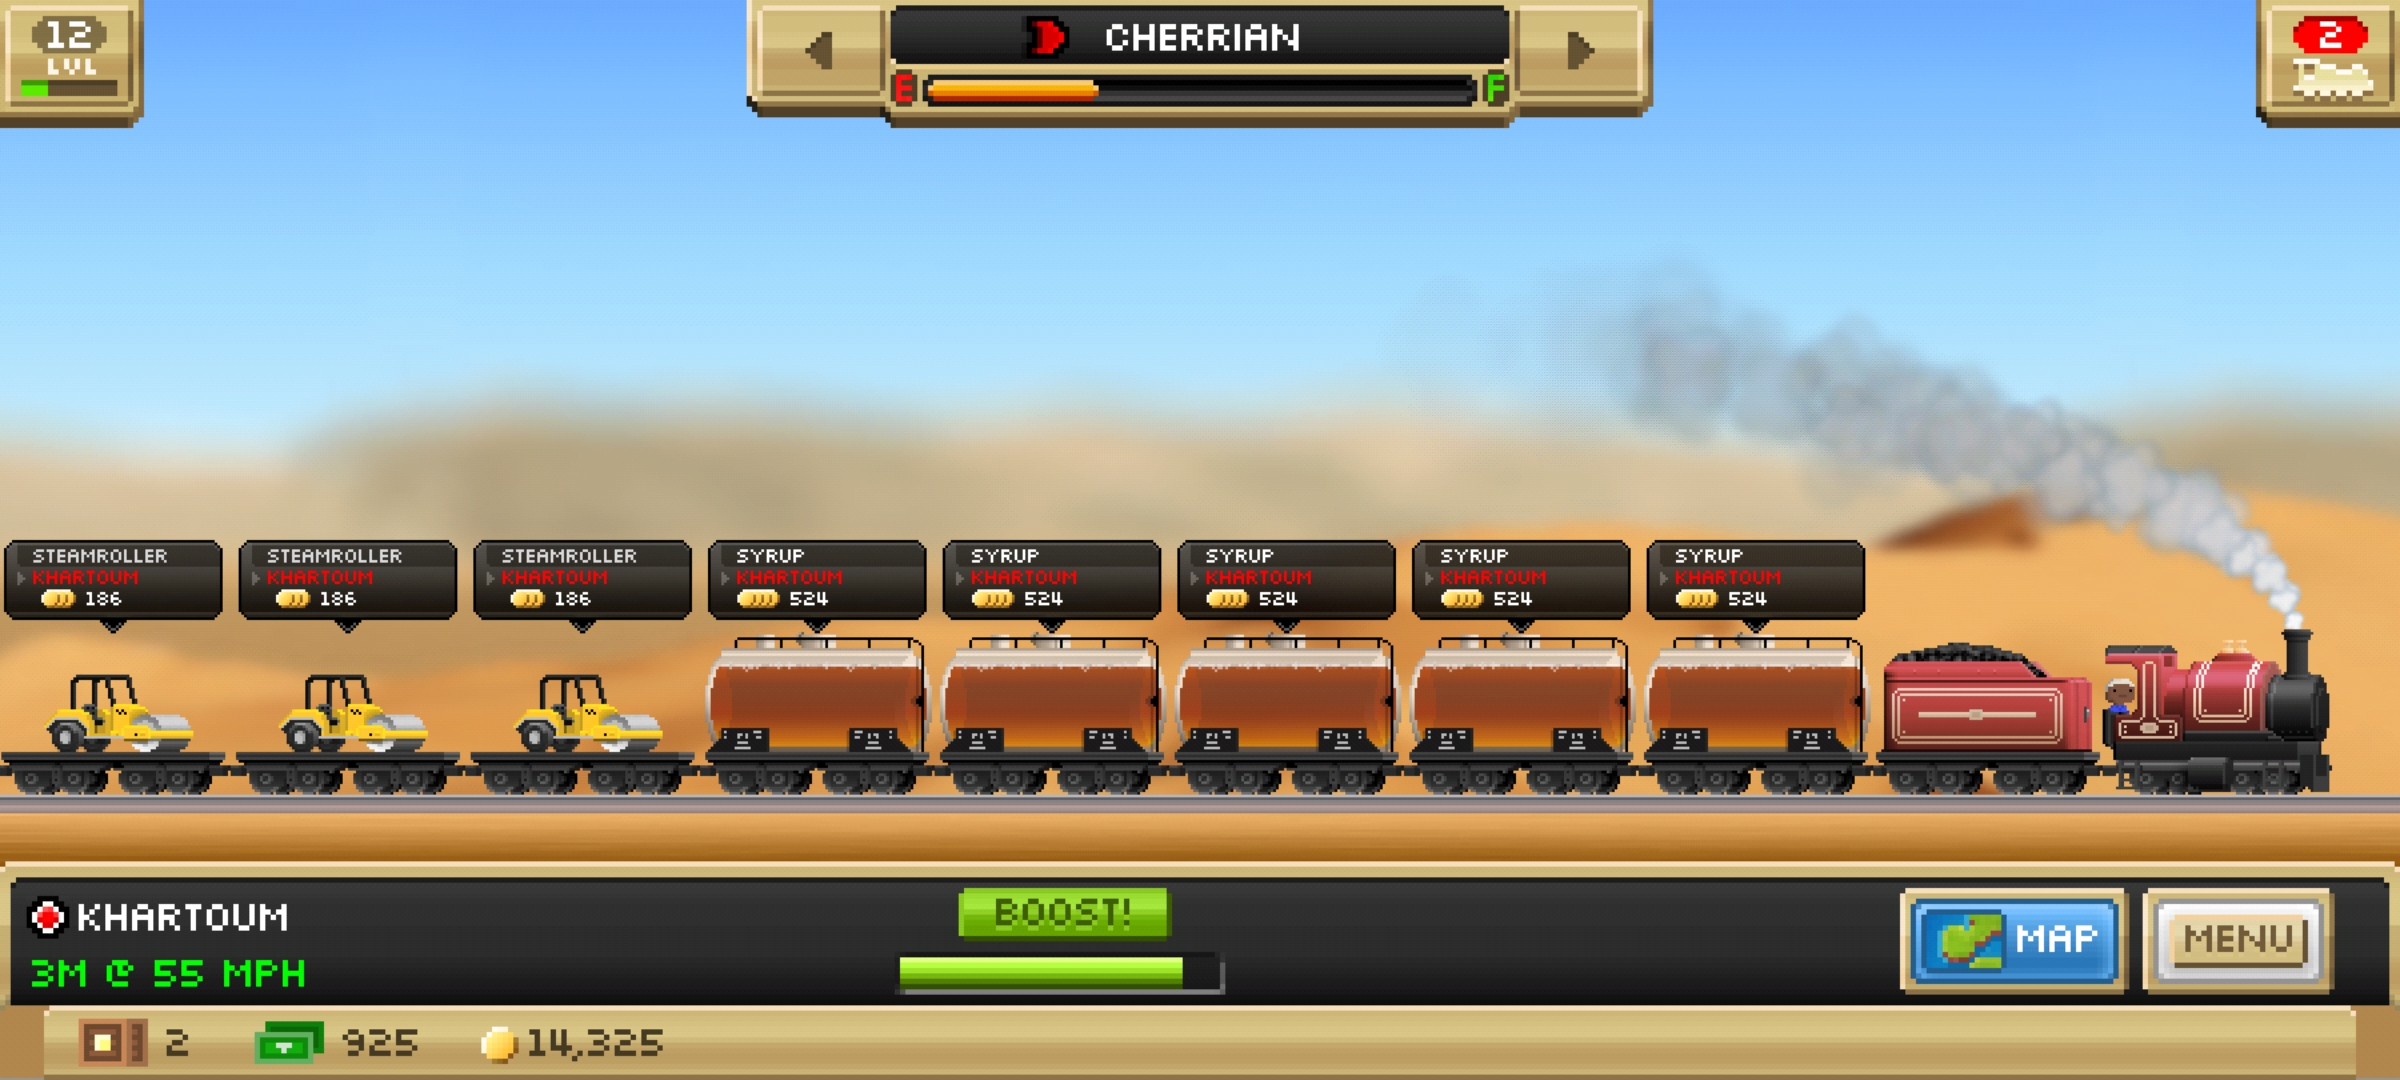 12
LVL
CHERRIAN
E F
2
STEAMROLLER
KHARTOUM
186
STEAMROLLER
KHARTOUM
186
STEAMROLLER
KHARTOUM
186
SYRUP
KHARTOUM
524
SYRUP
KHARTOUM
524
SYRUP
KHARTOUM
524
SYRUP
KHARTOUM
524
SYRUP
KHARTOUM
524
KHARTOUM
3M @ 55 MPH
BOOST!
MAP
MENU
2
925
14,325